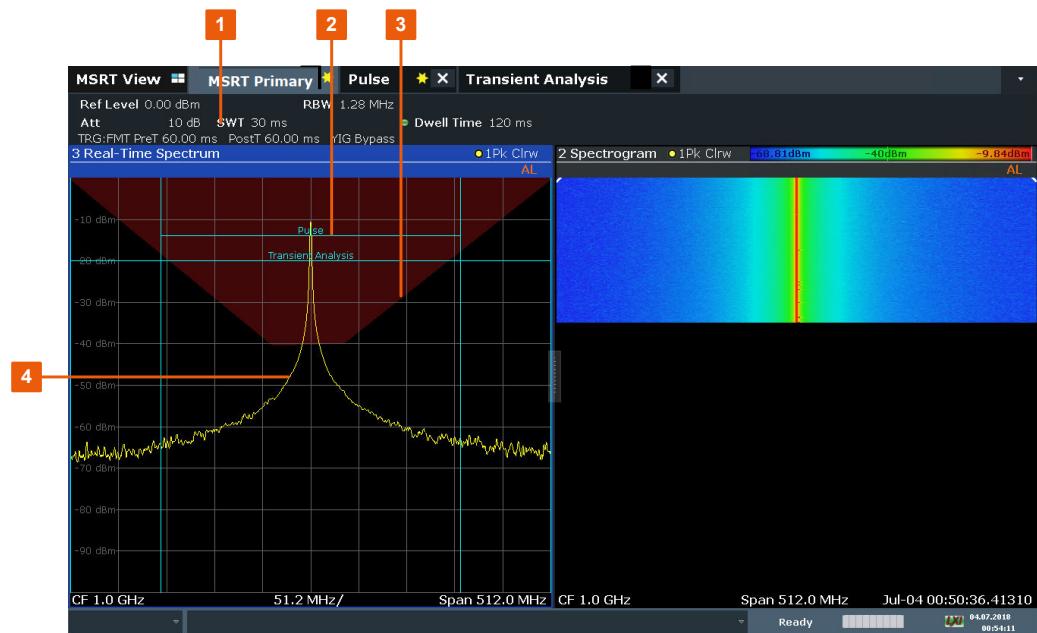 1 2 3
MSRT View MSRT Primary Pulse Transient Analysis
Ref Level 0.00 dBm RBW 1.28 MHz
Att 10 dB SWT 30 ms Dwell Time 120 ms
TRG:FMT PreT 60.00 ms PostT 60.00 ms YIG Bypass
3 Real-Time Spectrum 1Pk Clrw
AL
-10 dBm
Pulse
-20 dBm
Transient Analysis
-30 dBm
-40 dBm
4
-50 dBm
-60 dBm
-70 dBm
-80 dBm
-90 dBm
CF 1.0 GHz 51.2 MHz/ Span 512.0 MHz
2 Spectrogram 1Pk Clrw -68.81dBm -40dBm -9.84dBm
AL
CF 1.0 GHz Span 512.0 MHz Jul-04 00:50:36.41310
Ready 04.07.2018
00:54:11